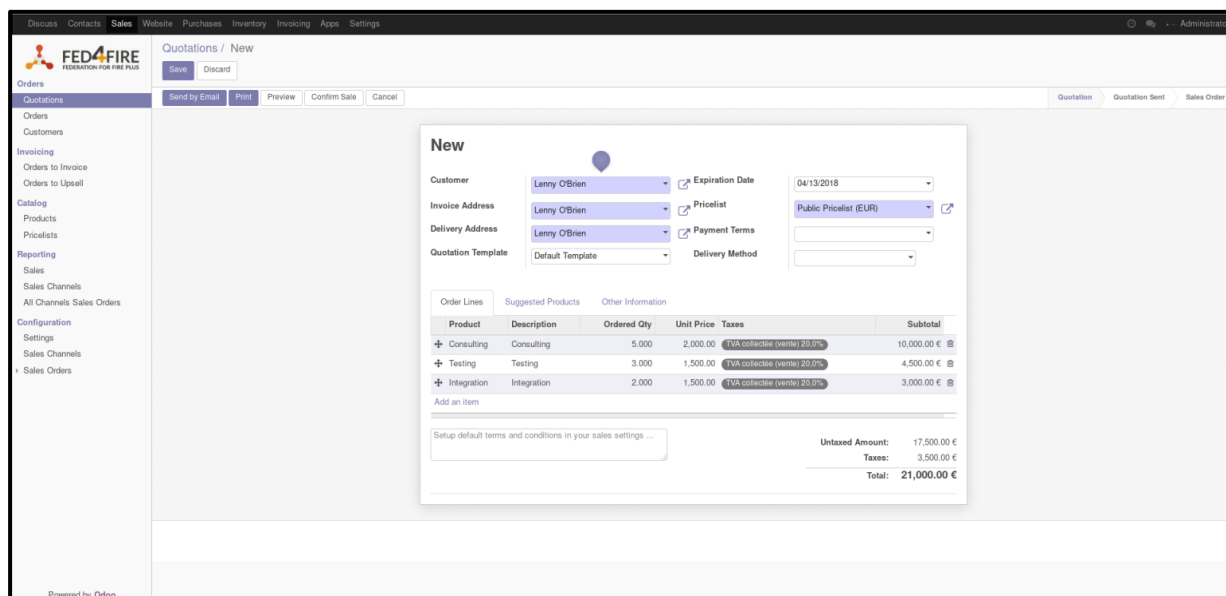 Discuss Contacts Sales Website Purchases Inventory Invoicing Apps Settings
Administrator
FED4FIRE
FEDERATION FOR FIRE PLUS
Quotations / New
Save Discard
Orders
Quotations
Orders
Customers
Invoicing
Orders to Invoice
Orders to Upsell
Catalog
Products
Pricelists
Reporting
Sales
Sales Channels
All Channels Sales Orders
Configuration
Settings
Sales Channels
Sales Orders
Powered by Odoo
Send by Email Print Preview Confirm Sale Cancel
Quotation Quotation Sent Sales Order
New
Customer Lenny O'Brien Expiration Date 04/13/2018
Invoice Address Lenny O'Brien Pricelist Public Pricelist (EUR)
Delivery Address Lenny O'Brien Payment Terms
Quotation Template Default Template Delivery Method
Order Lines Suggested Products Other Information
Product Description Ordered Qty Unit Price Taxes Subtotal
Consulting Consulting 5.000 2,000.00 TVA collectée (vente) 20,0% 10,000.00 €
Testing Testing 3.000 1,500.00 TVA collectée (vente) 20,0% 4,500.00 €
Integration Integration 2.000 1,500.00 TVA collectée (vente) 20,0% 3,000.00 €
Add an item
Setup default terms and conditions in your sales settings ...
Untaxed Amount: 17,500.00 €
Taxes: 3,500.00 €
Total: 21,000.00 €